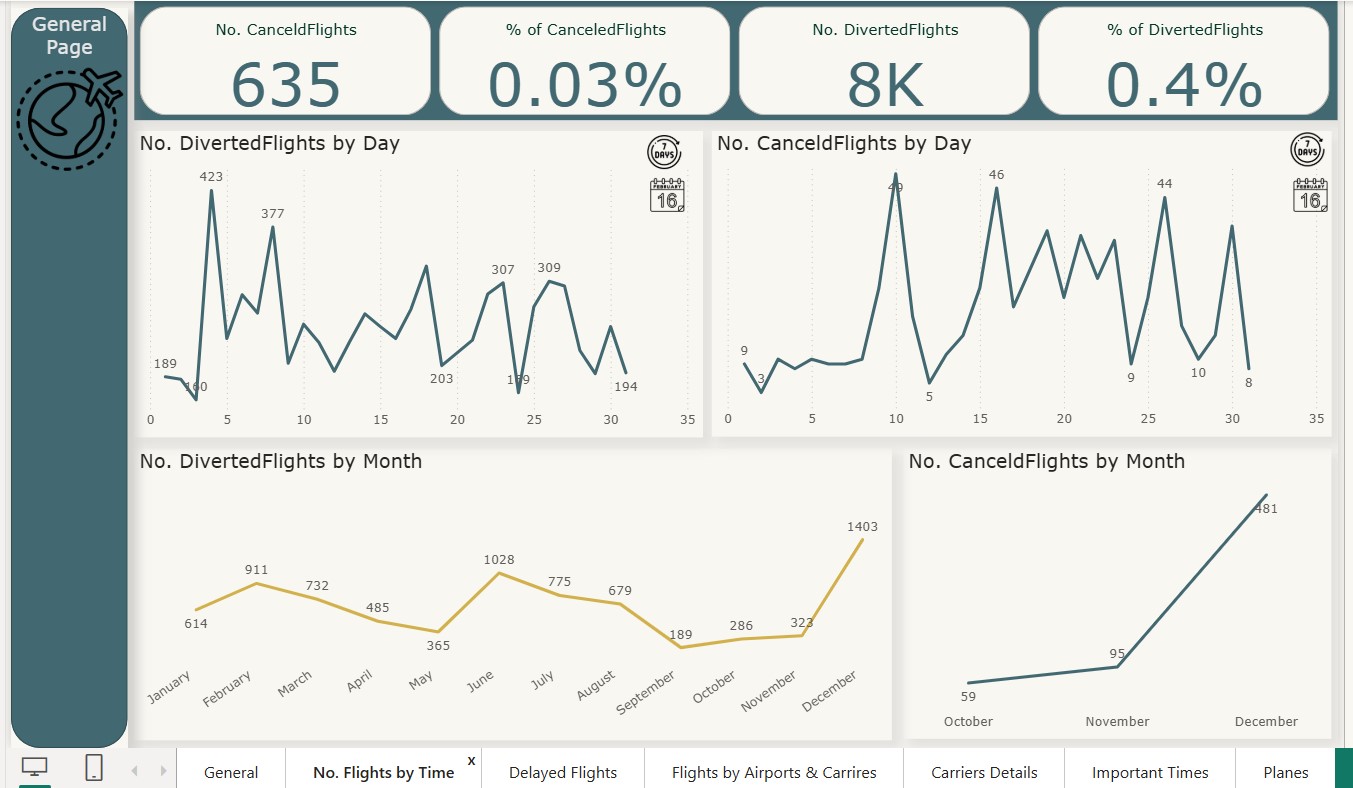 General
Page
No. CanceldFlights
635
% of CanceledFlights
0.03%
No. DivertedFlights
8K
% of DivertedFlights
0.4%
No. DivertedFlights by Day
7
DAYS
FEBRUARY
16
423
377
307
309
189
160
203
169
194
0 5 10 15 20 25 30 35
No. CanceldFlights by Day
7
DAYS
FEBRUARY
16
49
46
44
9
3
5
9
10
8
0 5 10 15 20 25 30 35
No. DivertedFlights by Month
614
911
732
485
365
1028
775
679
189
286
323
1403
January February March April May June July August September October November December
No. CanceldFlights by Month
59
95
481
October November December
General
No. Flights by Time
x
Delayed Flights
Flights by Airports & Carrires
Carriers Details
Important Times
Planes